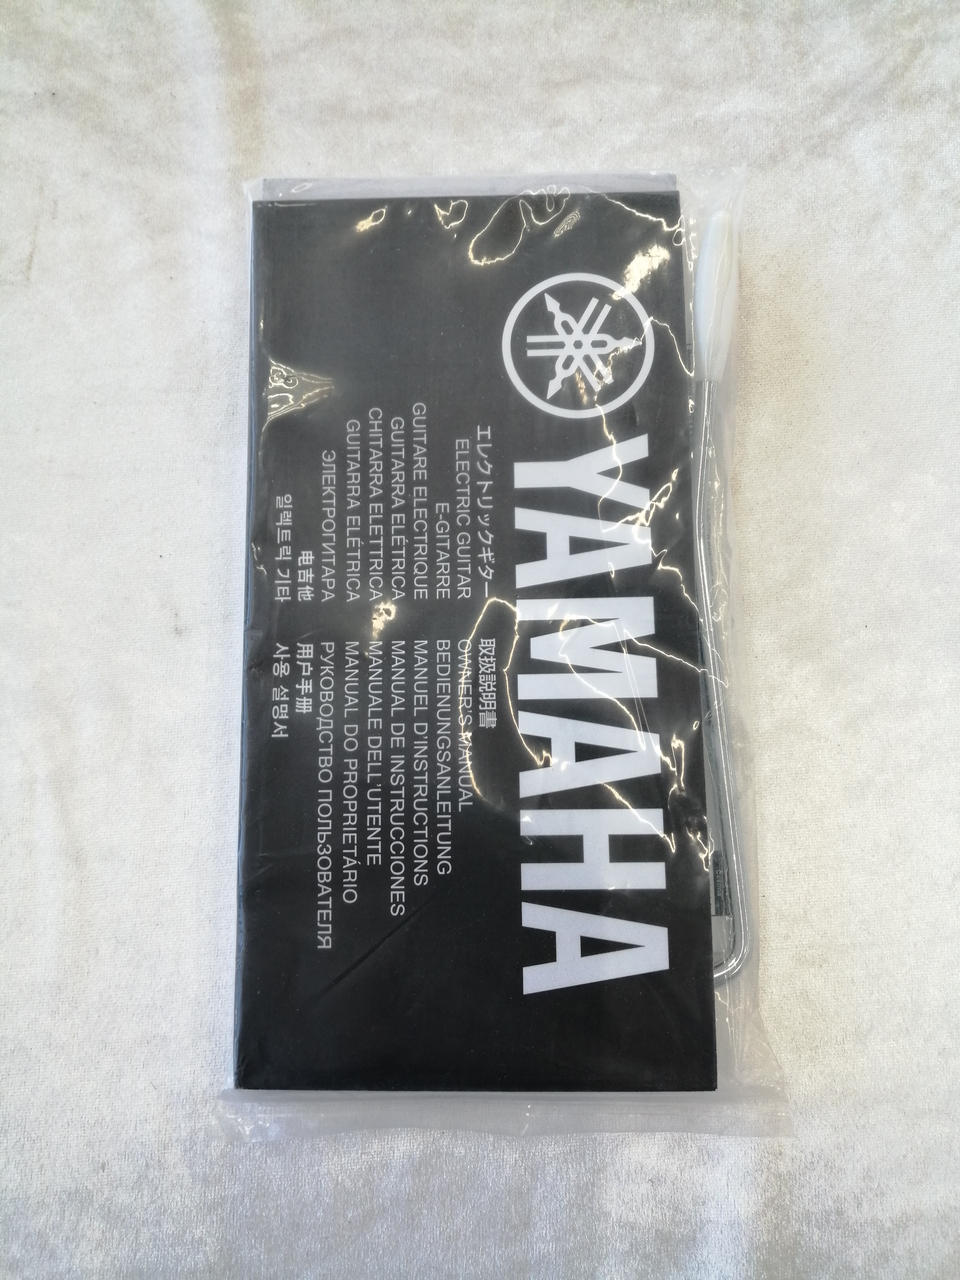 YAMAHA
エレクトリックギター 取扱説明書
ELECTRIC GUITAR OWNER'S MANUAL
E-GITARRE BEDIENUNGSANLEITUNG
GUITARE ELECTRIQUE MANUEL D'INSTRUCTIONS
GUITARRA ELÉTRICA MANUAL DE INSTRUCCIONES
CHITARRA ELETTRICA MANUALE DELL'UTENTE
GUITARRA ELÉTRICA MANUAL DO PROPRIETÁRIO
ЭЛЕКТРОГИТАРА РУКОВОДСТВО ПОЛЬЗОВАТЕЛЯ
电吉他 用户手册
일렉트릭 기타 사용 설명서